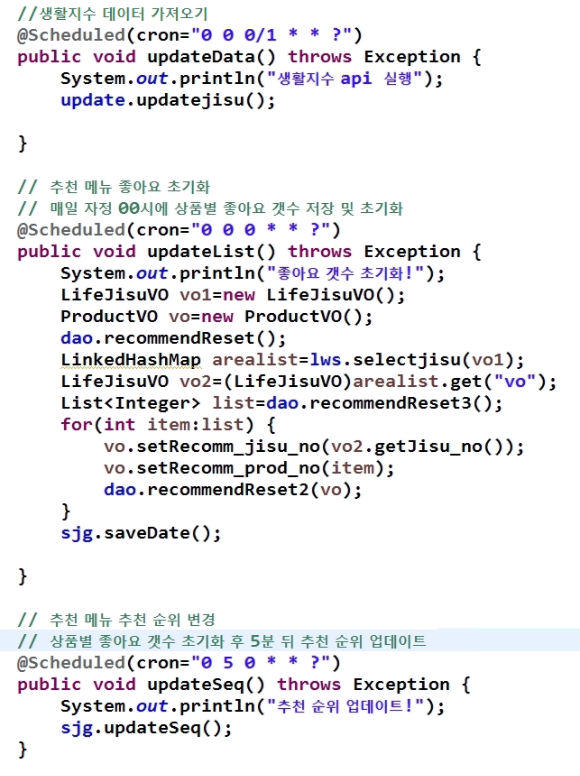 //생활지수 데이터 가져오기
@Scheduled(cron="0 0 0/1 * * ?")
public void updateData() throws Exception {
System.out.println("생활지수 api 실행");
update.updatejisu();
}
// 추천 메뉴 좋아요 초기화
// 매일 자정 00시에 상품별 좋아요 갯수 저장 및 초기화
@Scheduled(cron="0 0 0 * * ?")
public void updateList() throws Exception {
System.out.println("좋아요 갯수 초기화!");
LifeJisuVO vo1=new LifeJisuVO();
ProductVO vo=new ProductVO();
dao.recommendReset();
LinkedHashMap arealist=lws.selectjisu(vo1);
LifeJisuVO vo2=(LifeJisuVO)arealist.get("vo");
List<Integer> list=dao.recommendReset3();
for(int item:list) {
vo.setRecomm_jisu_no(vo2.getJisu_no());
vo.setRecomm_prod_no(item);
dao.recommendReset2(vo);
}
sjg.saveDate();
}
// 추천 메뉴 추천 순위 변경
// 상품별 좋아요 갯수 초기화 후 5분 뒤 추천 순위 업데이트
@Scheduled(cron="0 5 0 * * ?")
public void updateSeq() throws Exception {
System.out.println("추천 순위 업데이트!");
sjg.updateSeq();
}